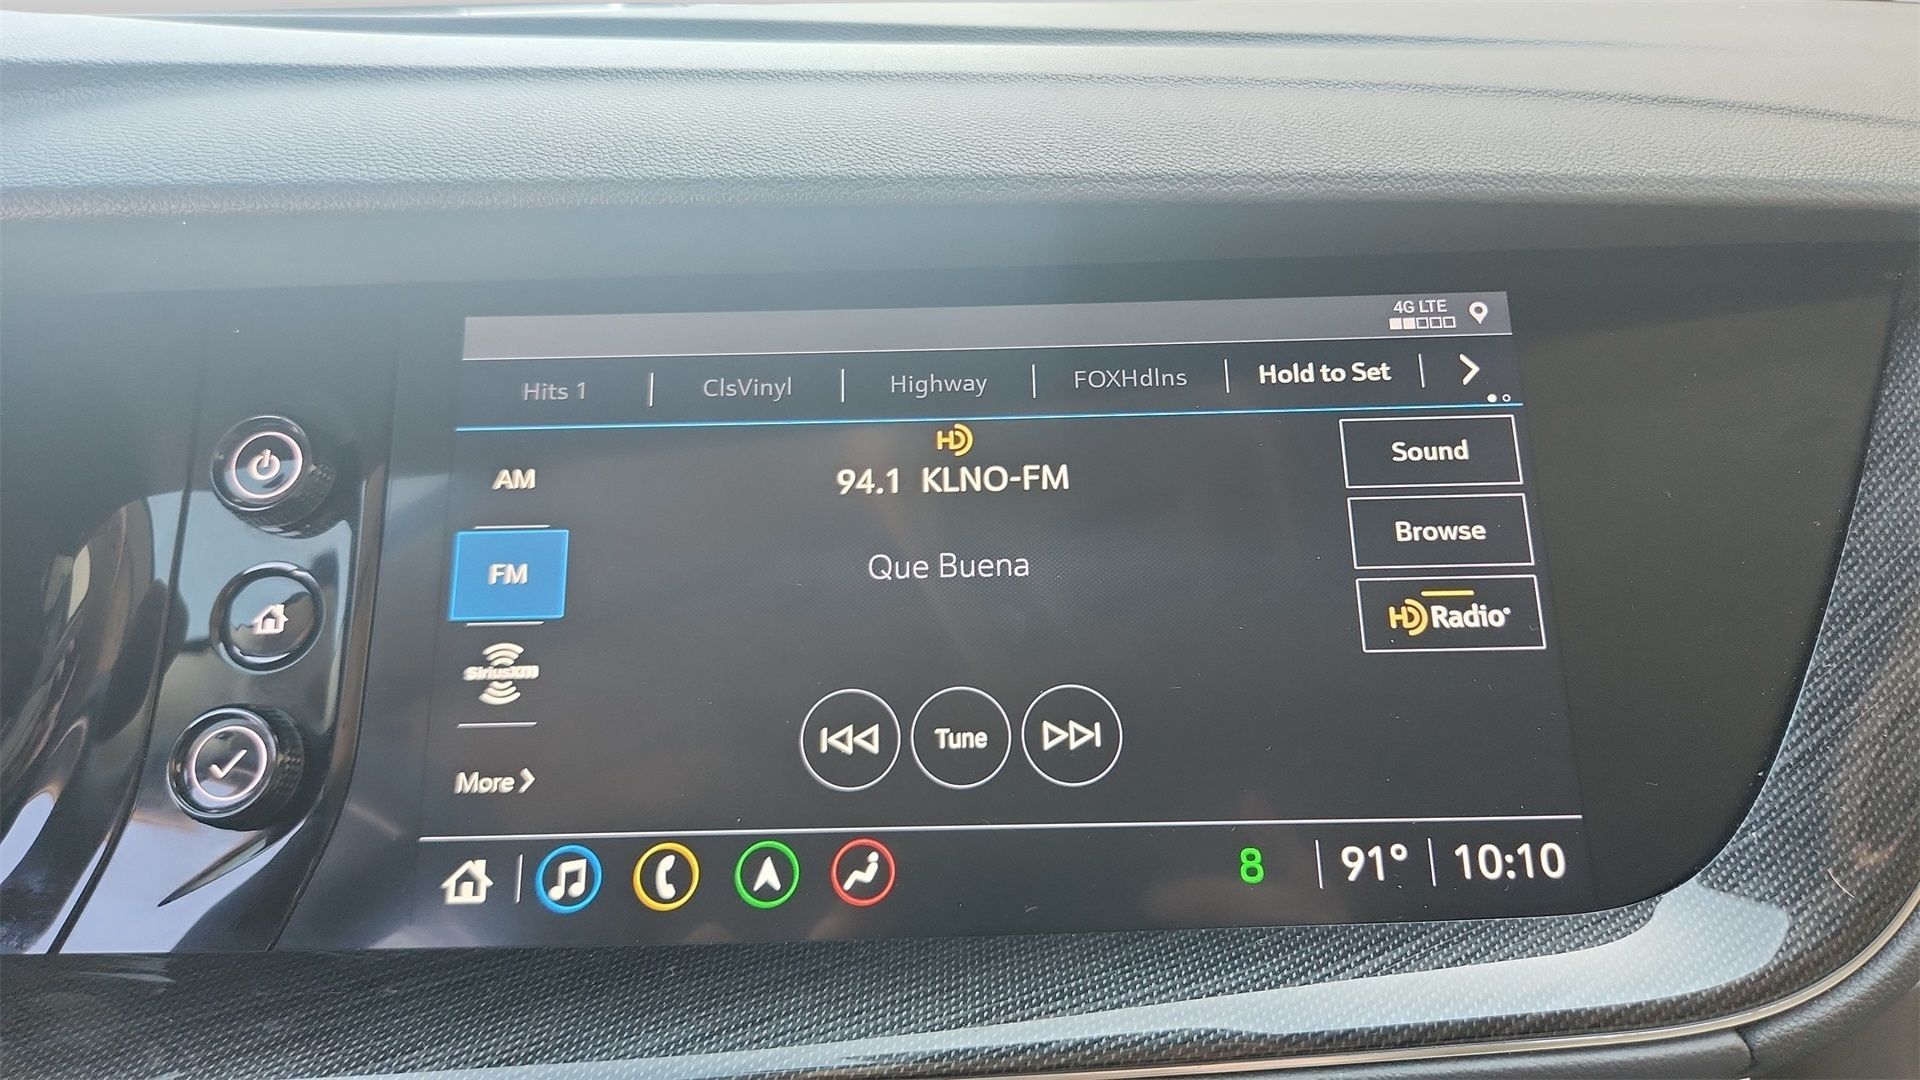 4G LTE
Hits 1 ClsVinyl Highway FOXHdlns Hold to Set
HD
94.1 KLNO-FM
Que Buena
AM
FM
SiriusXM
More
Sound
Browse
HD Radio
Tune
8 91° 10:10